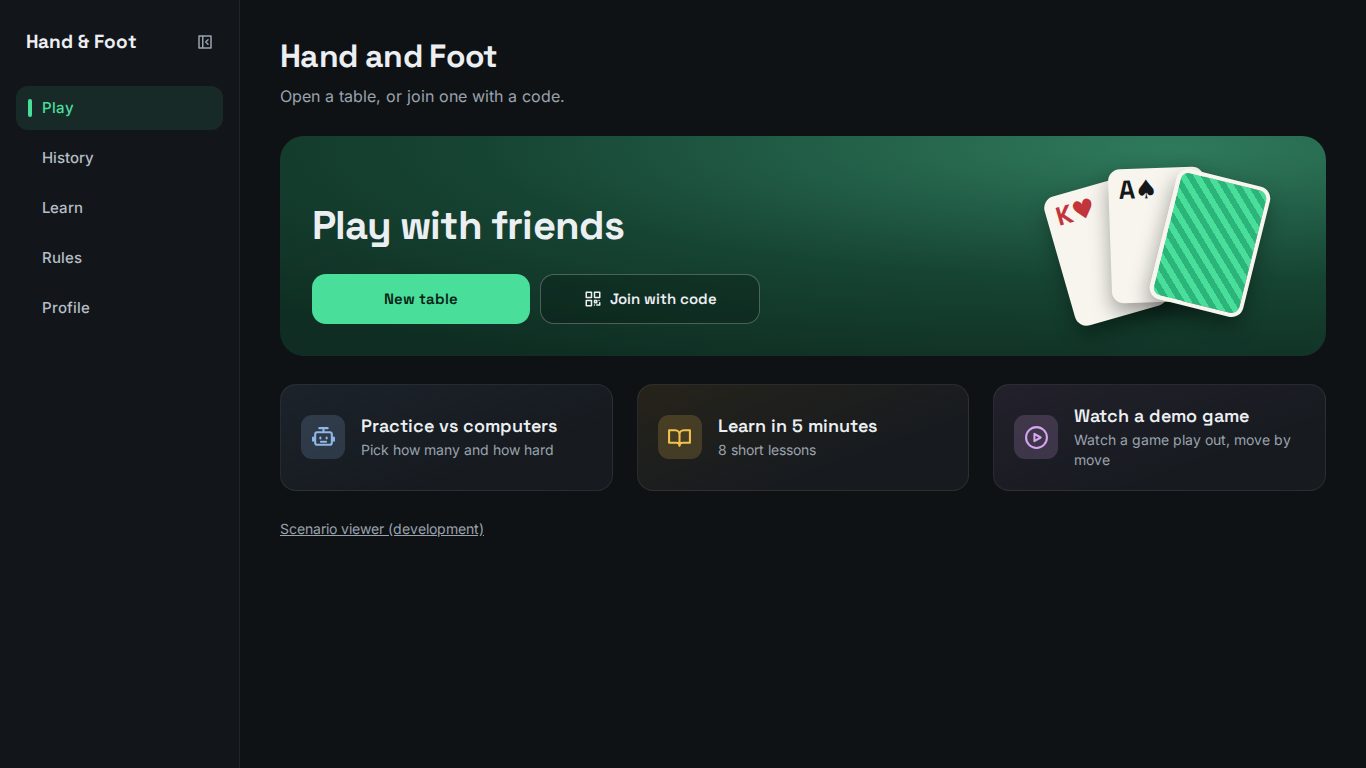 Hand & Foot
Play
History
Learn
Rules
Profile
Hand and Foot
Open a table, or join one with a code.
Play with friends
New table
Join with code
K♥
A♠
Practice vs computers
Pick how many and how hard
Learn in 5 minutes
8 short lessons
Watch a demo game
Watch a game play out, move by
move
Scenario viewer (development)